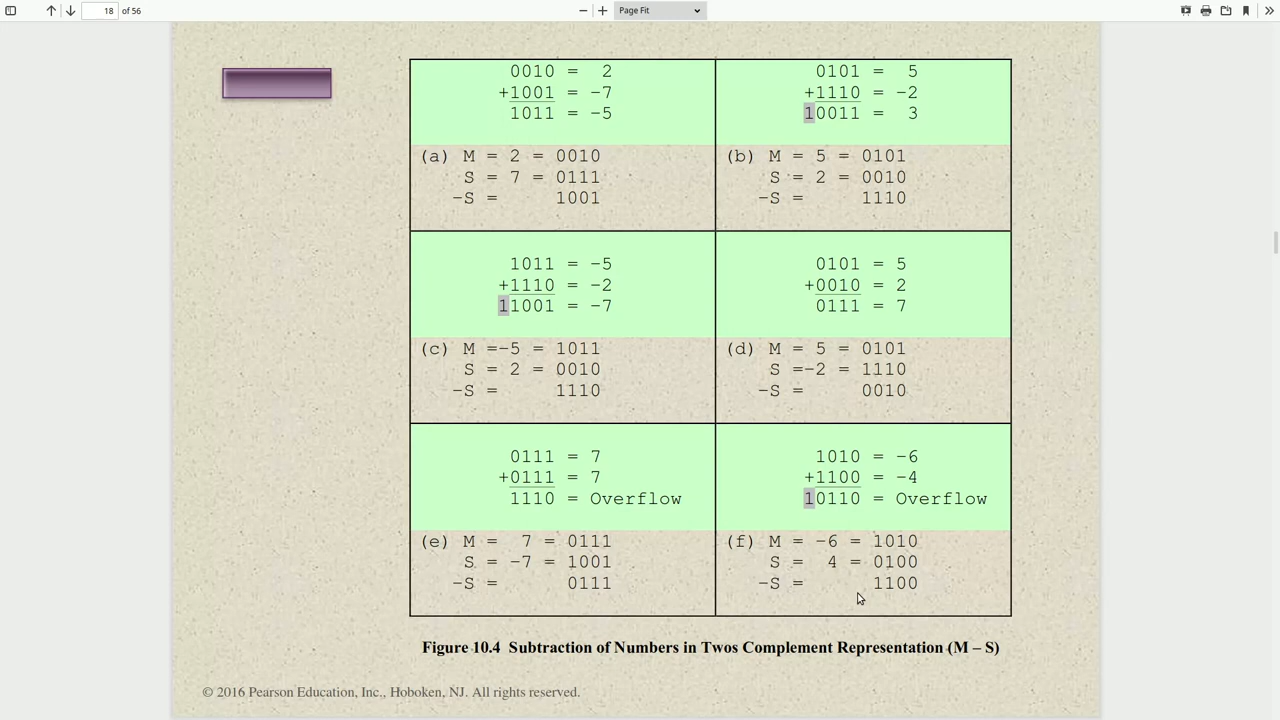 18 of 56
Page Fit
0010 = 2
+1001 = −7
1011 = −5
(a) M = 2 = 0010
S = 7 = 0111
−S = 1001
0101 = 5
+1110 = −2
10011 = 3
(b) M = 5 = 0101
S = 2 = 0010
−S = 1110
1011 = −5
+1110 = −2
11001 = −7
(c) M =−5 = 1011
S = 2 = 0010
−S = 1110
0101 = 5
+0010 = 2
0111 = 7
(d) M = 5 = 0101
S =−2 = 1110
−S = 0010
0111 = 7
+0111 = 7
1110 = Overflow
(e) M = 7 = 0111
S = −7 = 1001
−S = 0111
1010 = −6
+1100 = −4
10110 = Overflow
(f) M = −6 = 1010
S = 4 = 0100
−S = 1100
Figure 10.4 Subtraction of Numbers in Twos Complement Representation (M – S)
© 2016 Pearson Education, Inc., Hoboken, NJ. All rights reserved.